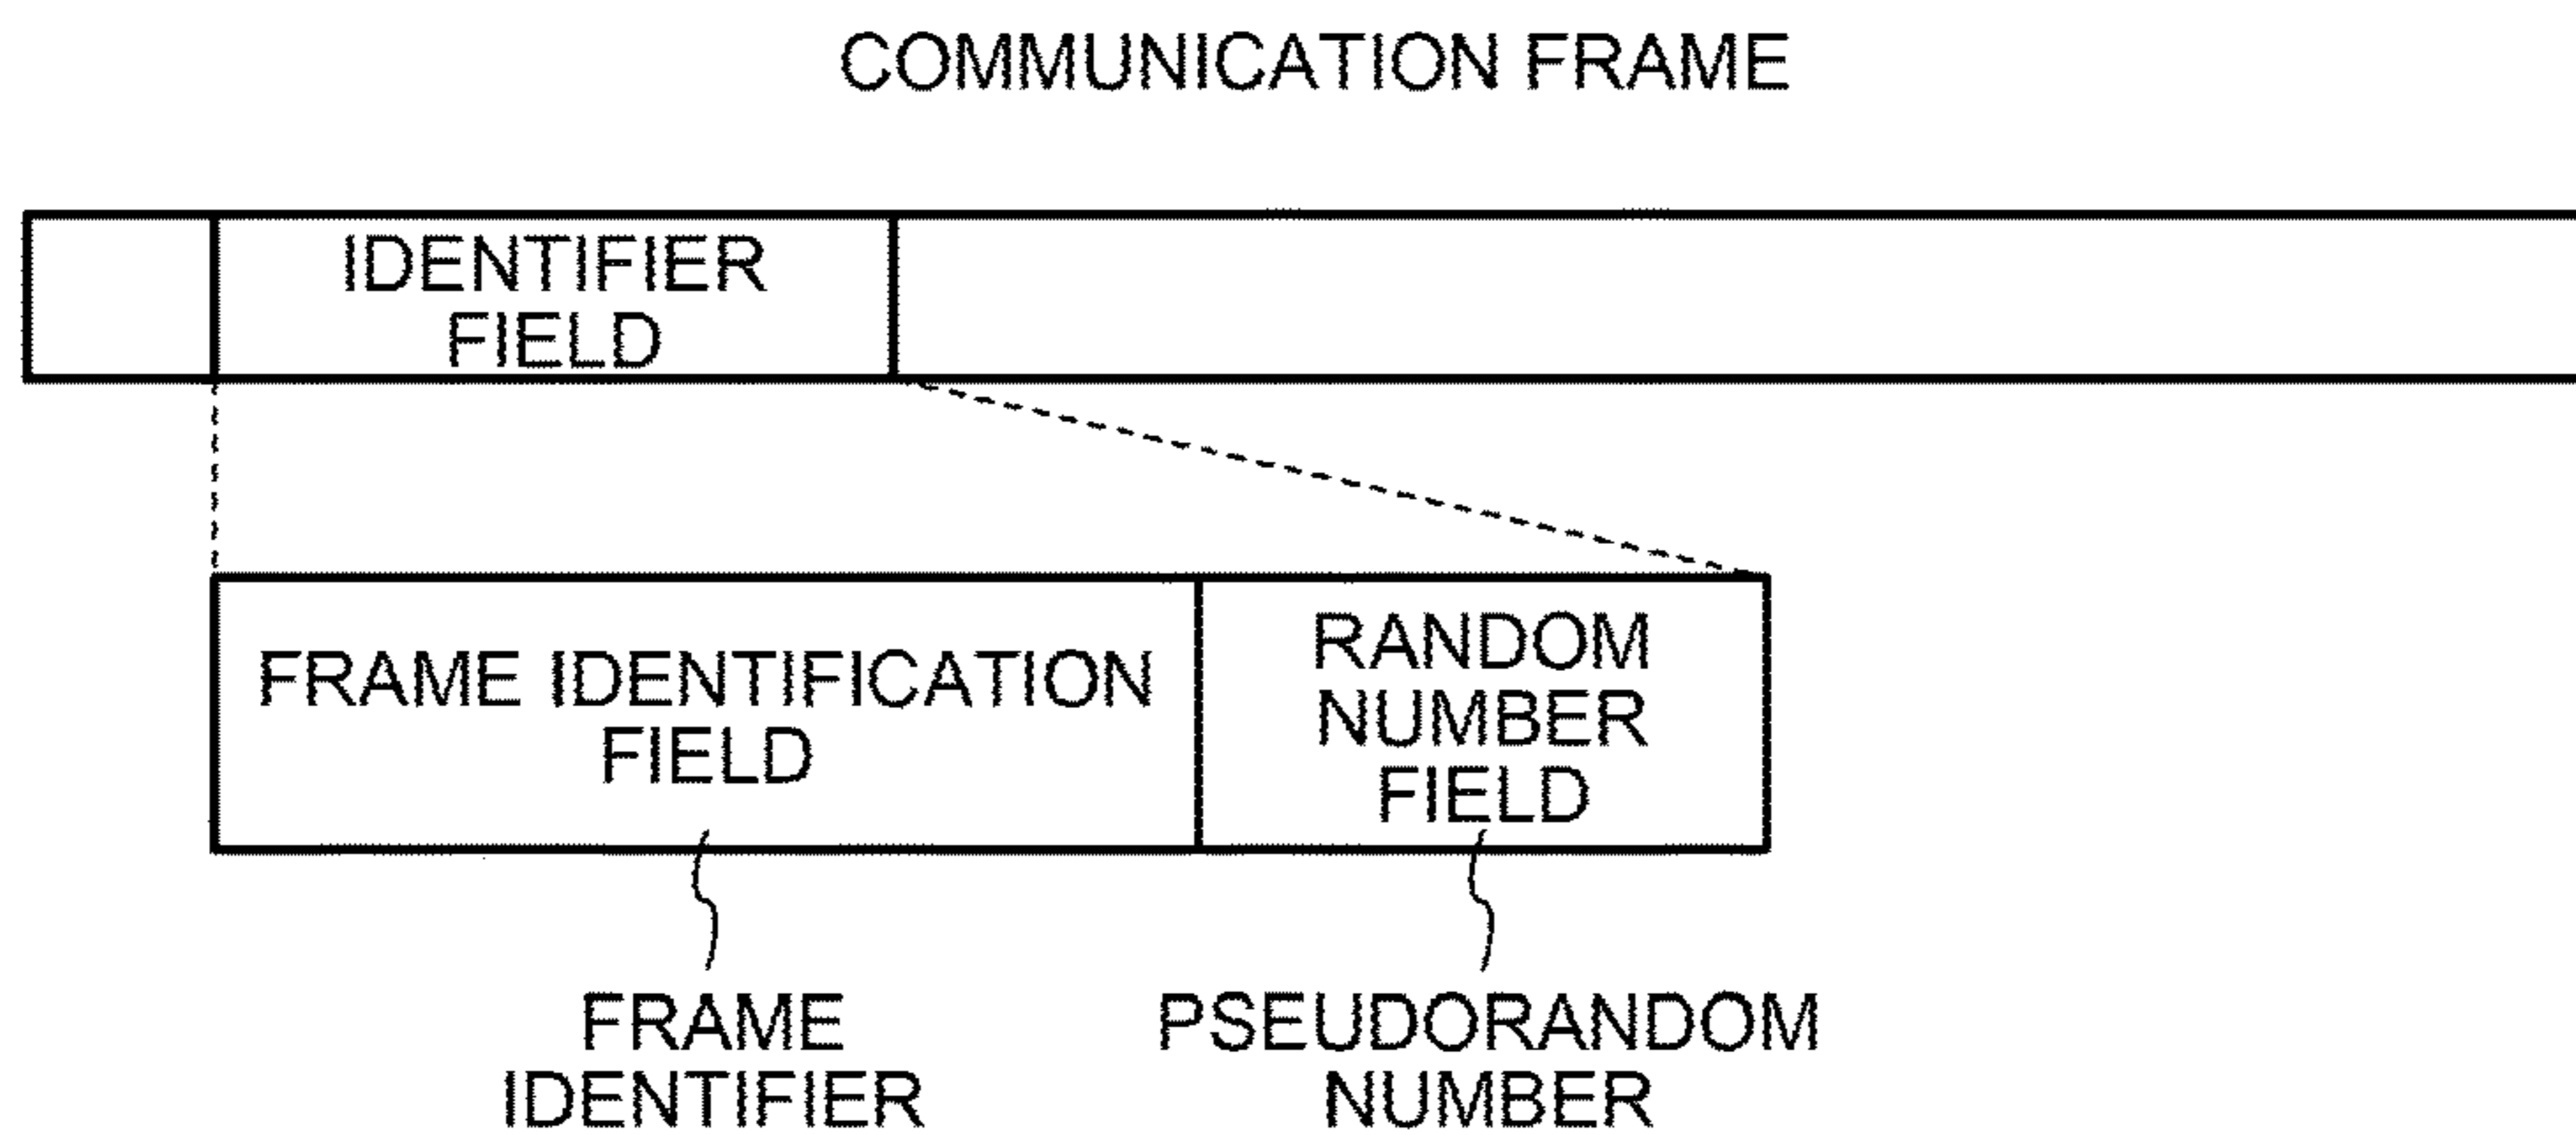 COMMUNICATION FRAME
IDENTIFIER
FIELD
FRAME IDENTIFICATION
FIELD
RANDOM
NUMBER
FIELD
FRAME
IDENTIFIER
PSEUDORANDOM
NUMBER